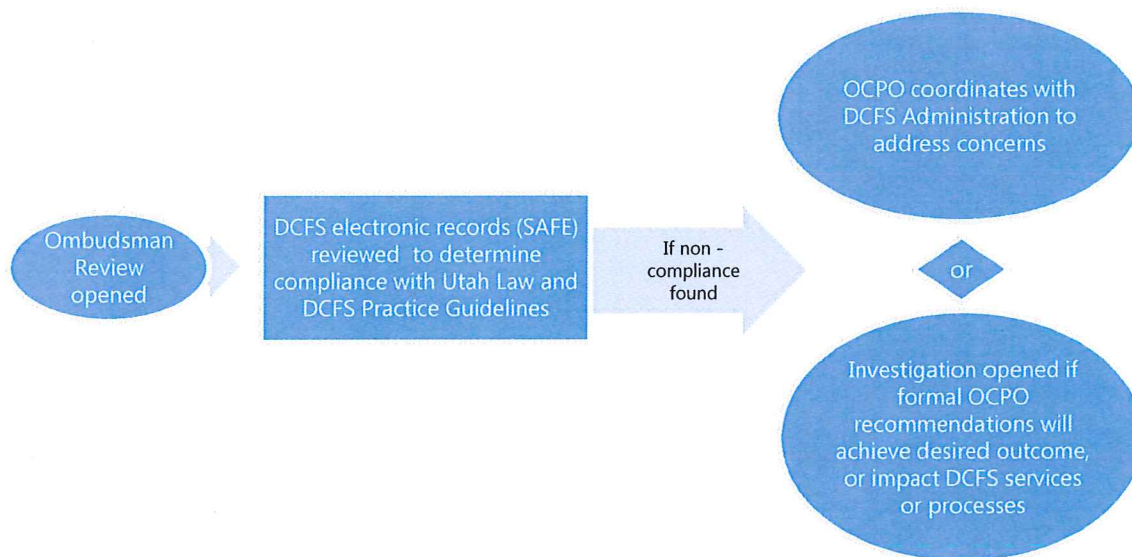 Ombudsman
Review
opened
DCFS electronic records (SAFE)
reviewed to determine
compliance with Utah Law and
DCFS Practice Guidelines
If non -
compliance
found
OCPO coordinates with
DCFS Administration to
address concerns
or
Investigation opened if
formal OCPO
recommendations will
achieve desired outcome,
or impact DCFS services
or processes